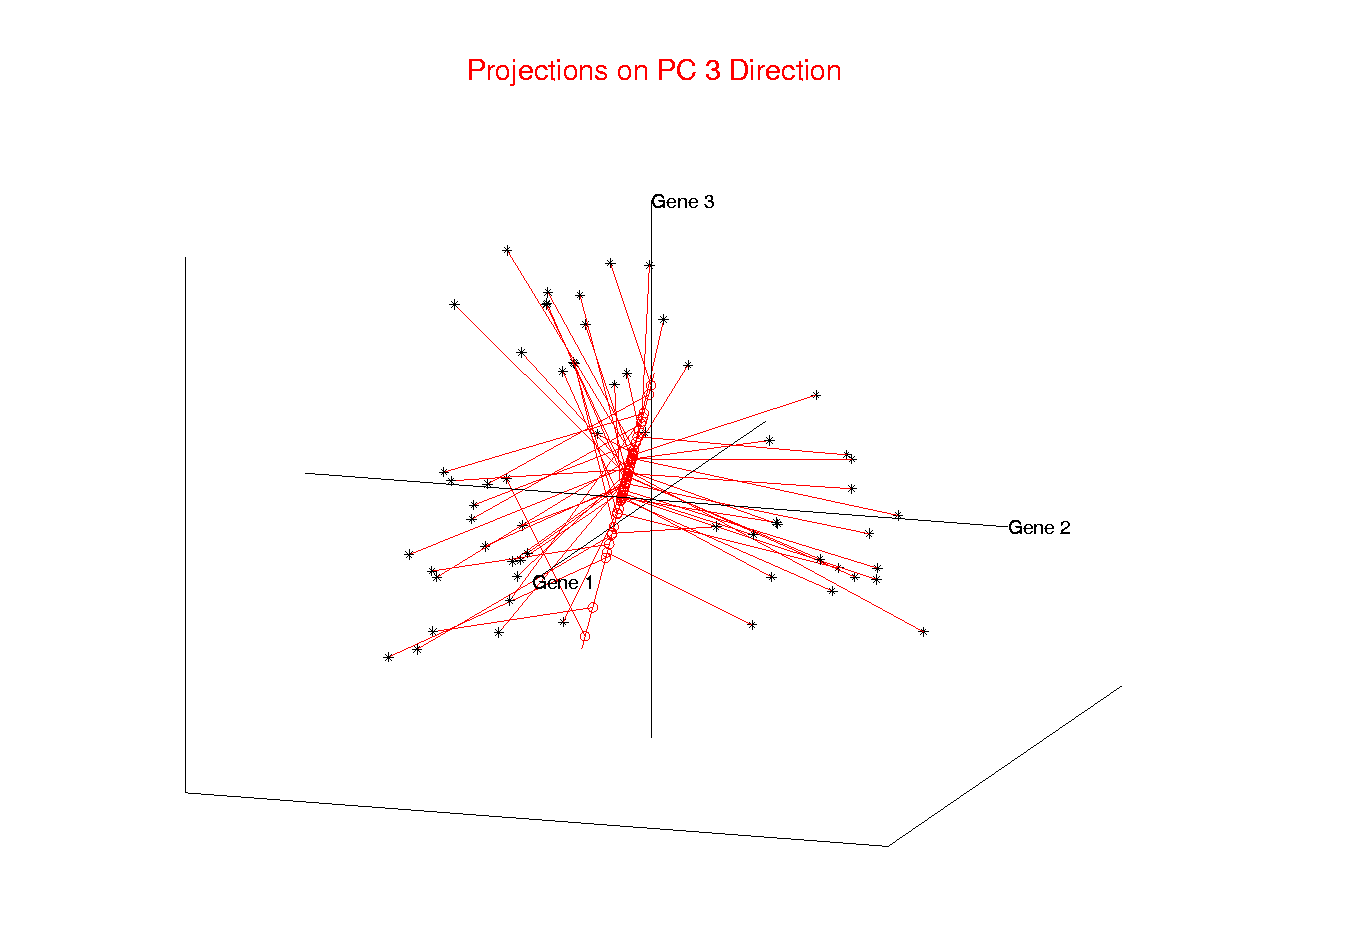 Projections on PC 3 Direction
Gene 3
Gene 2
Gene 1